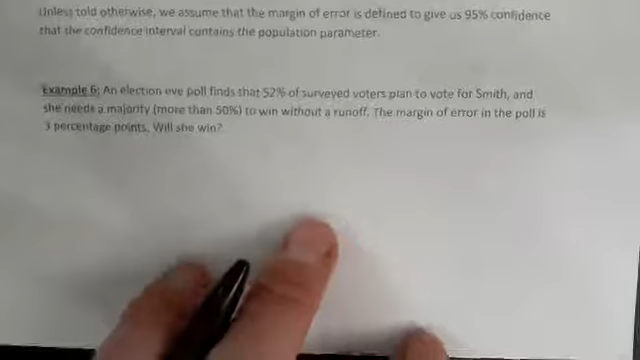 Unless told otherwise, we assume that the margin of error is defined to give us 95% confidence
that the confidence interval contains the population parameter.
Example 6: An election eve poll finds that 52% of surveyed voters plan to vote for Smith, and
she needs a majority (more than 50%) to win without a runoff. The margin of error in the poll is
3 percentage points. Will she win?